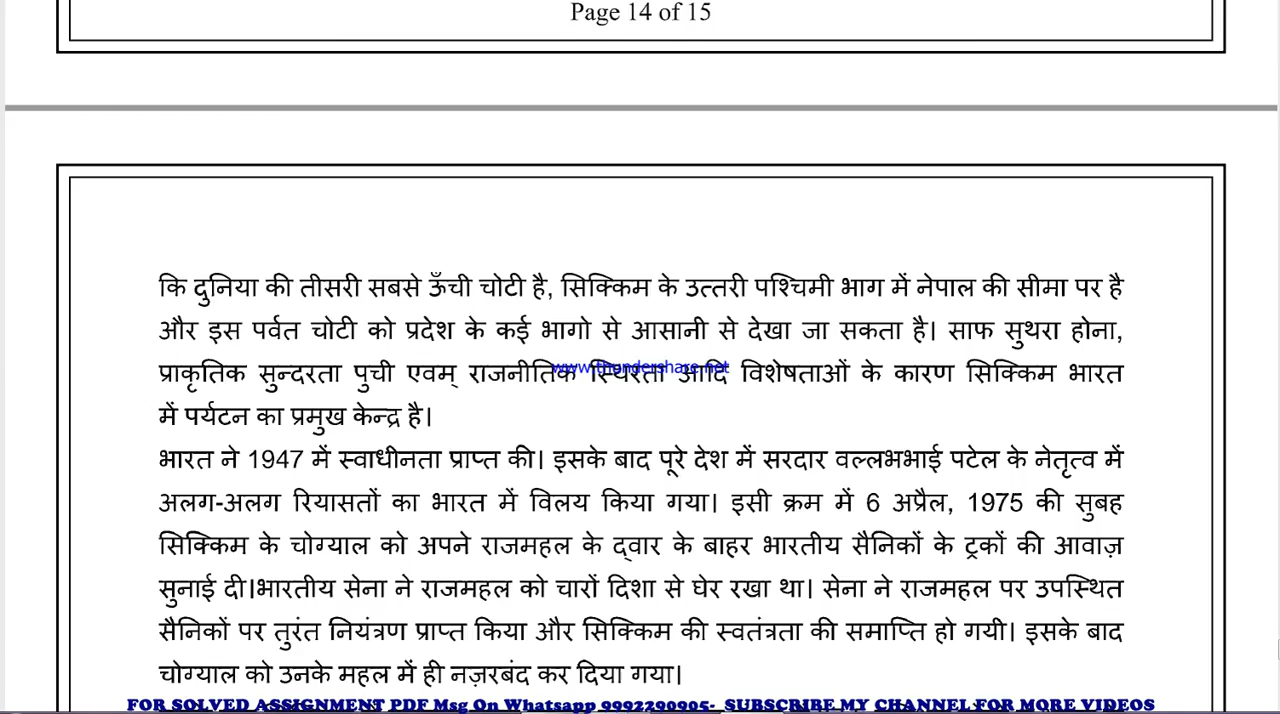 Page 14 of 15
कि दुनिया की तीसरी सबसे ऊँची चोटी है, सिक्किम के उत्तरी पश्चिमी भाग में नेपाल की सीमा पर है
और इस पर्वत चोटी को प्रदेश के कई भागो से आसानी से देखा जा सकता है। साफ सुथरा होना,
प्राकृतिक सुन्दरता पुची एवम् राजनीतिक स्थिरता आदि विशेषताओं के कारण सिक्किम भारत
www.thundershare.net
में पर्यटन का प्रमुख केन्द्र है।
भारत ने 1947 में स्वाधीनता प्राप्त की। इसके बाद पूरे देश में सरदार वल्लभभाई पटेल के नेतृत्व में
अलग-अलग रियासतों का भारत में विलय किया गया। इसी क्रम में 6 अप्रैल, 1975 की सुबह
सिक्किम के चोग्याल को अपने राजमहल के द्वार के बाहर भारतीय सैनिकों के ट्रकों की आवाज़
सुनाई दी।भारतीय सेना ने राजमहल को चारों दिशा से घेर रखा था। सेना ने राजमहल पर उपस्थित
सैनिकों पर तुरंत नियंत्रण प्राप्त किया और सिक्किम की स्वतंत्रता की समाप्ति हो गयी। इसके बाद
चोग्याल को उनके महल में ही नज़रबंद कर दिया गया।
FOR SOLVED ASSIGNMENT PDF Msg On Whatsapp 9992290905- SUBSCRIBE MY CHANNEL FOR MORE VIDEOS